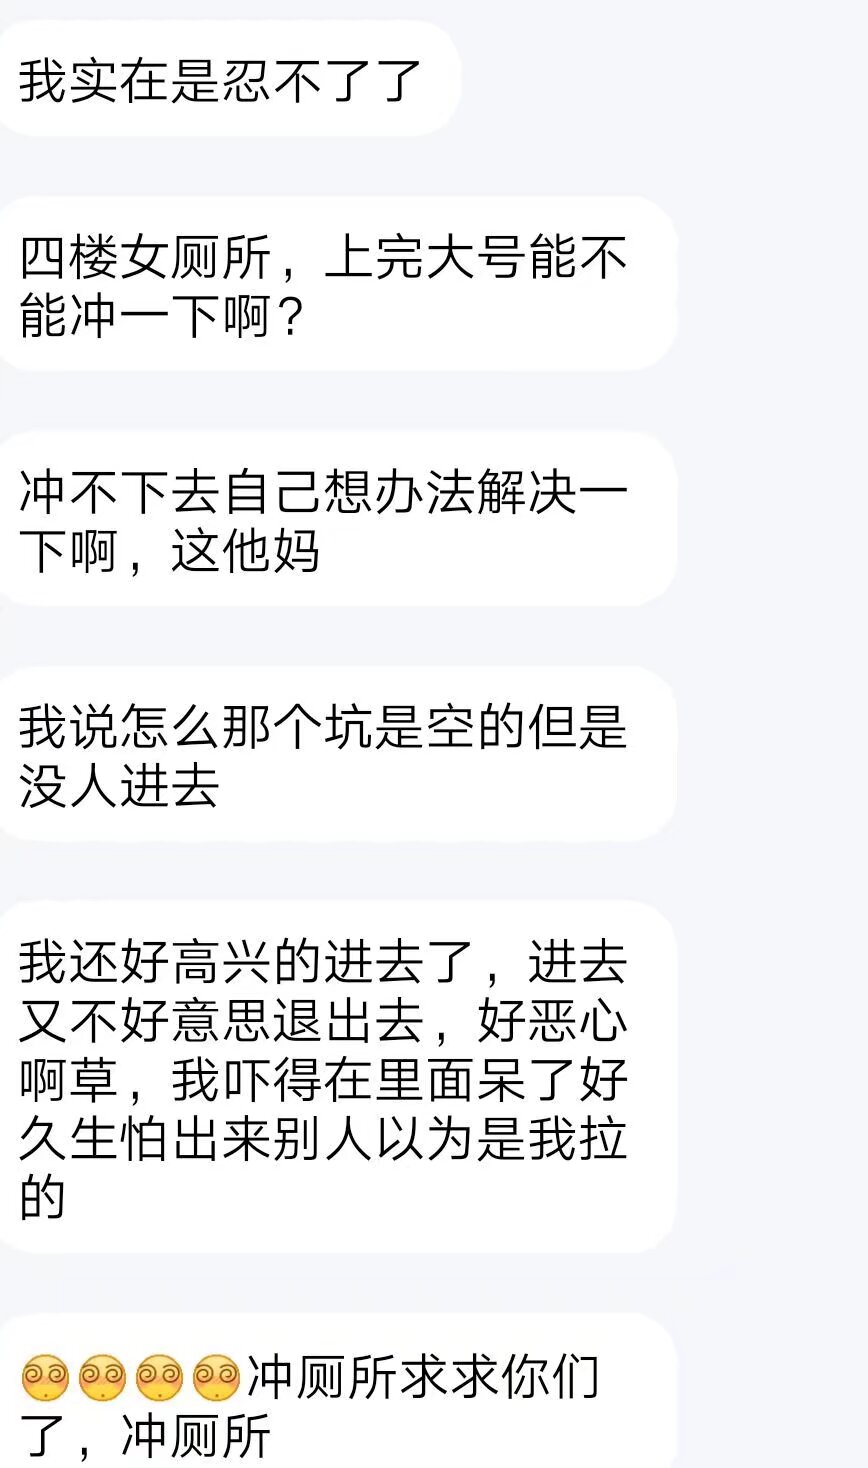 我实在是忍不了了
四楼女厕所，上完大号能不
能冲一下啊？
冲不下去自己想办法解决一
下啊，这他妈
我说怎么那个坑是空的但是
没人进去
我还好高兴的进去了，进去
又不好意思退出去，好恶心
啊草，我吓得在里面呆了好
久生怕出来别人以为是我拉
的
冲厕所求求你们
了，冲厕所